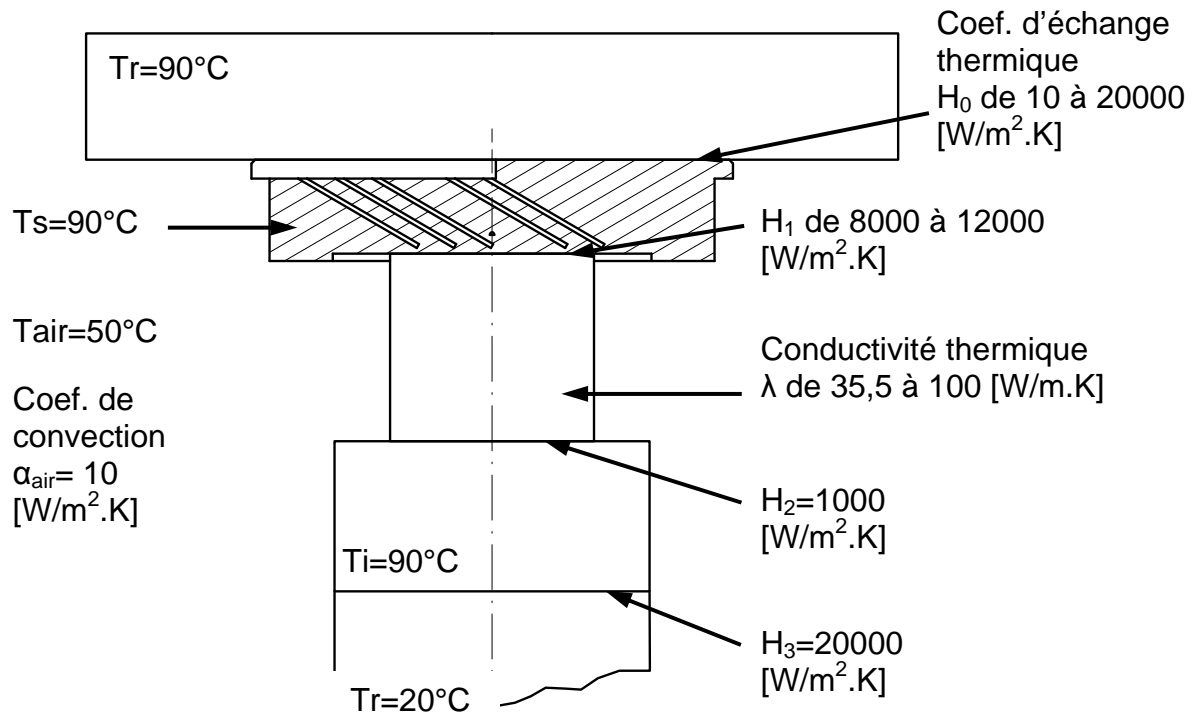 Tr=90°C
Coef. d'échange
thermique
H₀ de 10 à 20000
[W/m².K]
Ts=90°C
H₁ de 8000 à 12000
[W/m².K]
Tair=50°C
Conductivité thermique
λ de 35,5 à 100 [W/m.K]
Coef. de
convection
αair= 10
[W/m².K]
H₂=1000
[W/m².K]
Ti=90°C
H₃=20000
[W/m².K]
Tr=20°C